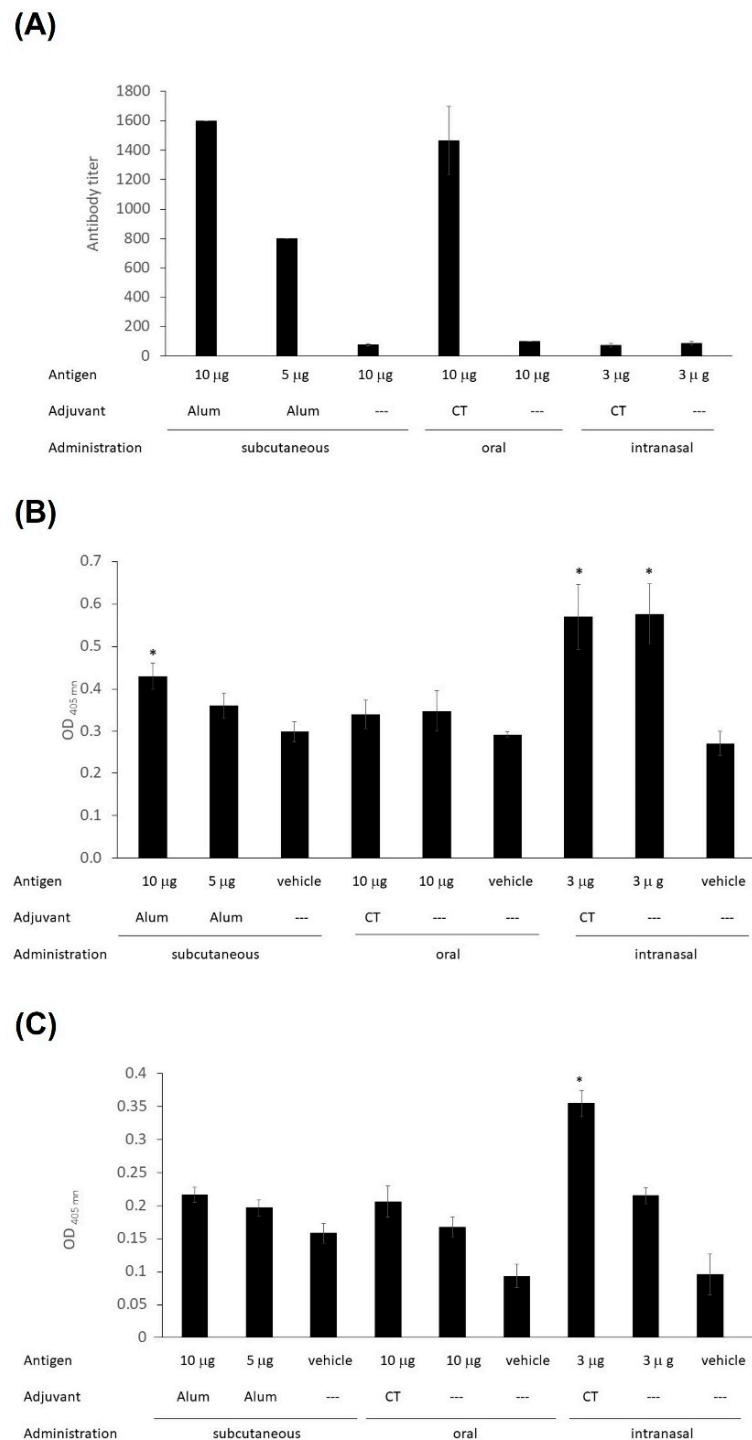 (A)
1800
1600
1400
1200
1000
800
600
400
200
0
Antibody titer
Antigen 10 µg 5 µg 10 µg 10 µg 10 µg 3 µg 3 µ g
Adjuvant Alum Alum --- CT --- CT ---
Administration subcutaneous oral intranasal
(B)
0.7
0.6
0.5
0.4
0.3
0.2
0.1
0.0
OD 405 mn
* * *
Antigen 10 µg 5 µg vehicle 10 µg 10 µg vehicle 3 µg 3 µ g vehicle
Adjuvant Alum Alum --- CT --- --- CT --- ---
Administration subcutaneous oral intranasal
(C)
0.4
0.35
0.3
0.25
0.2
0.15
0.1
0.05
0
OD 405 mn
*
Antigen 10 µg 5 µg vehicle 10 µg 10 µg vehicle 3 µg 3 µ g vehicle
Adjuvant Alum Alum --- CT --- --- CT --- ---
Administration subcutaneous oral intranasal